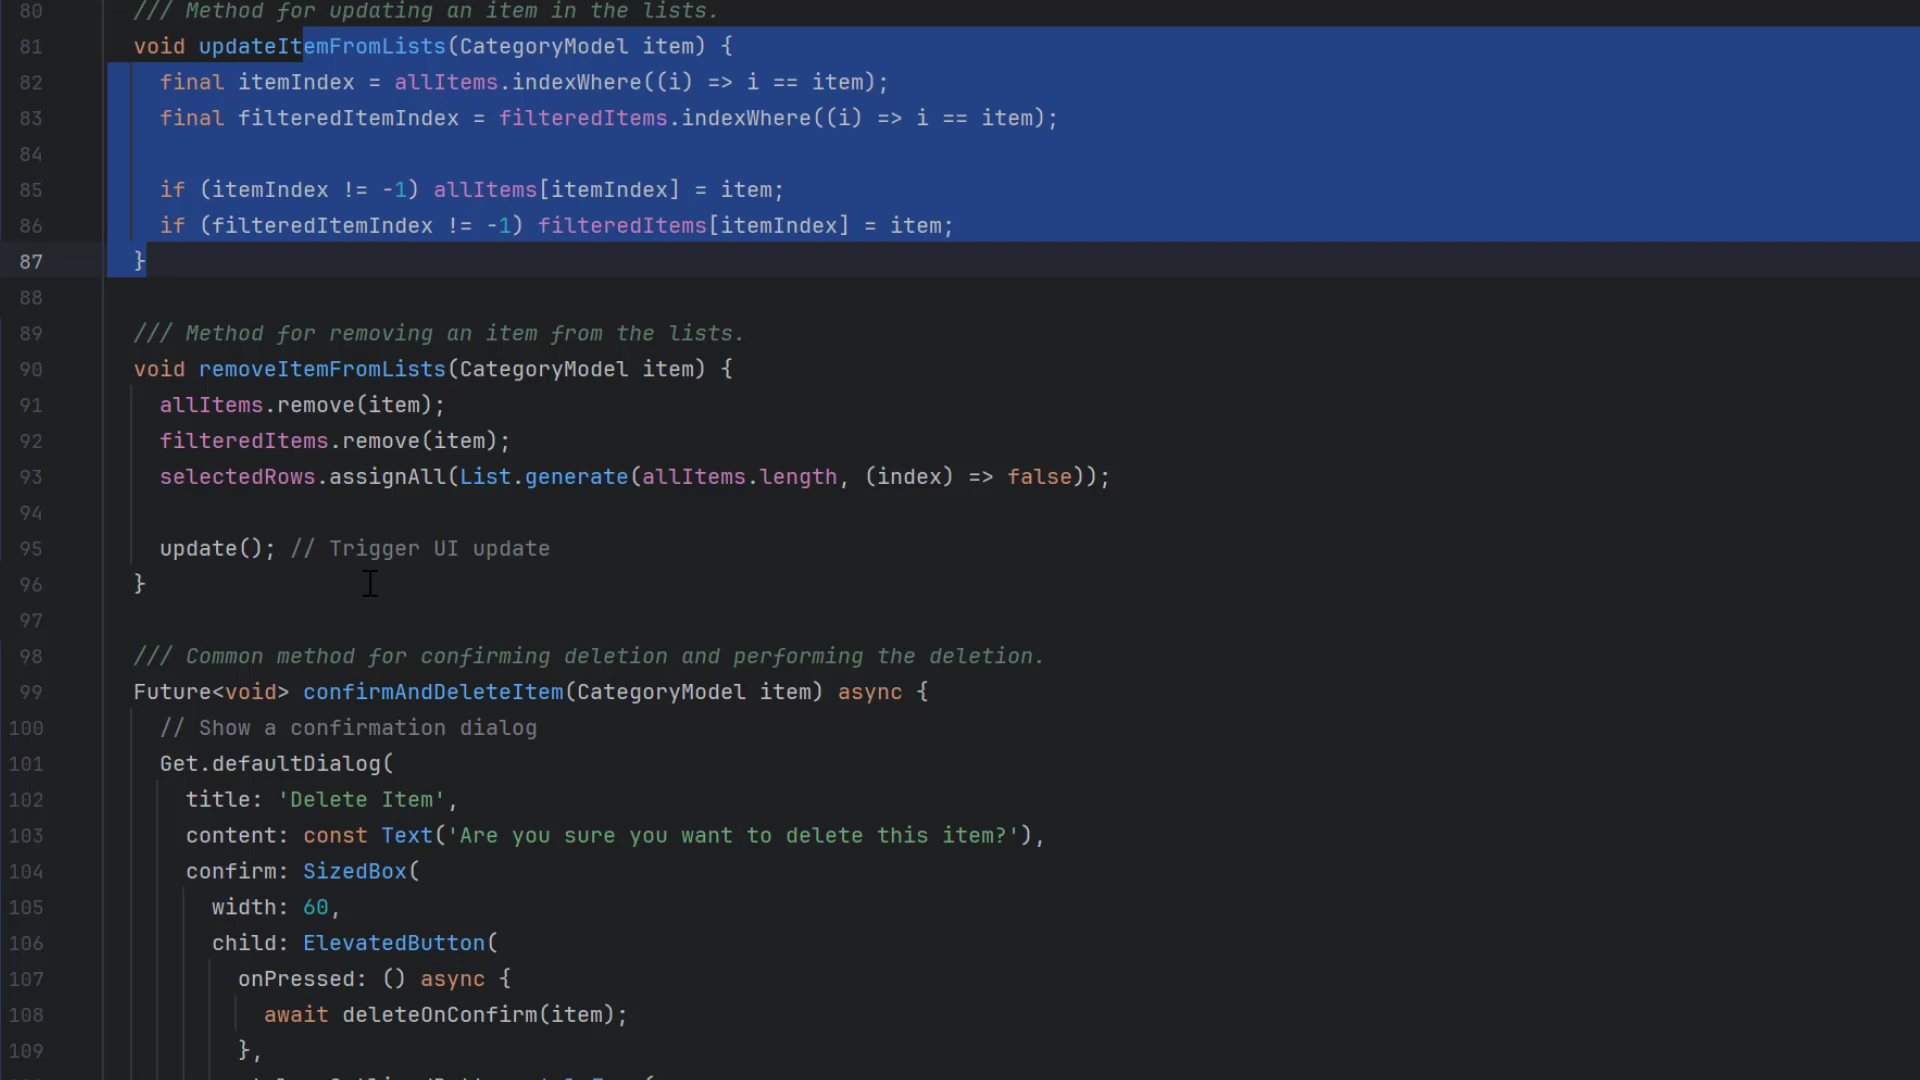 80 /// Method for updating an item in the lists.
81 void updateItemFromLists(CategoryModel item) {
82 final itemIndex = allItems.indexWhere((i) => i == item);
83 final filteredItemIndex = filteredItems.indexWhere((i) => i == item);
84
85 if (itemIndex != -1) allItems[itemIndex] = item;
86 if (filteredItemIndex != -1) filteredItems[itemIndex] = item;
87 }
88
89 /// Method for removing an item from the lists.
90 void removeItemFromLists(CategoryModel item) {
91 allItems.remove(item);
92 filteredItems.remove(item);
93 selectedRows.assignAll(List.generate(allItems.length, (index) => false));
94
95 update(); // Trigger UI update
96 }
97
98 /// Common method for confirming deletion and performing the deletion.
99 Future<void> confirmAndDeleteItem(CategoryModel item) async {
100 // Show a confirmation dialog
101 Get.defaultDialog(
102 title: 'Delete Item',
103 content: const Text('Are you sure you want to delete this item?'),
104 confirm: SizedBox(
105 width: 60,
106 child: ElevatedButton(
107 onPressed: () async {
108 await deleteOnConfirm(item);
109 },